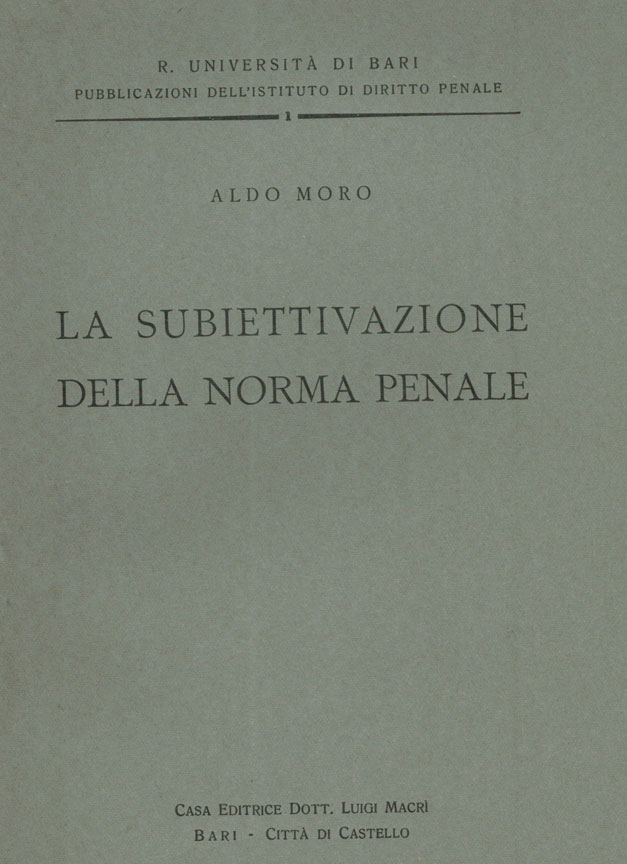 R. UNIVERSITÀ DI BARI
PUBBLICAZIONI DELL'ISTITUTO DI DIRITTO PENALE
1
ALDO MORO
LA SUBIETTIVAZIONE
DELLA NORMA PENALE
CASA EDITRICE DOTT. LUIGI MACRÌ
BARI - CITTÀ DI CASTELLO